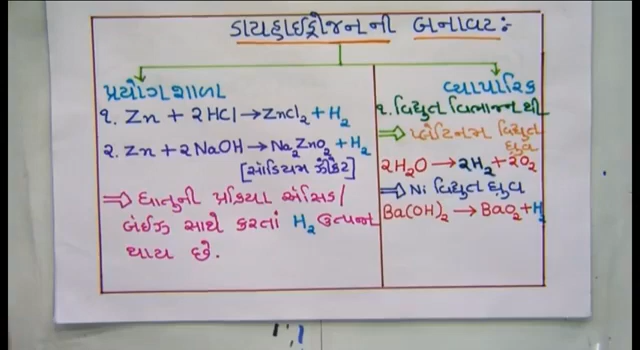 ડાયહાઈડ્રોજનની બનાવટ :
પ્રયોગશાળા
૧. Zn + 2HCl → ZnCl₂ + H₂
૨. Zn + 2NaOH → Na₂ZnO₂ + H₂
[સોડિયમ ઝીંકેટ]
⇒ ધાતુની પ્રક્રિયા એસિડ/
બેઈઝ સાથે કરતાં H₂ ઉત્પન્ન
થાય છે.
વ્યાપારિક
૧. વિદ્યુત વિભાજનથી
⇒ પ્લેટિનમ વિદ્યુત
ધ્રુવ
2H₂O → 2H₂ + 2O₂
⇒ Ni વિદ્યુત ધ્રુવ
Ba(OH)₂ → BaO₂ + H₂